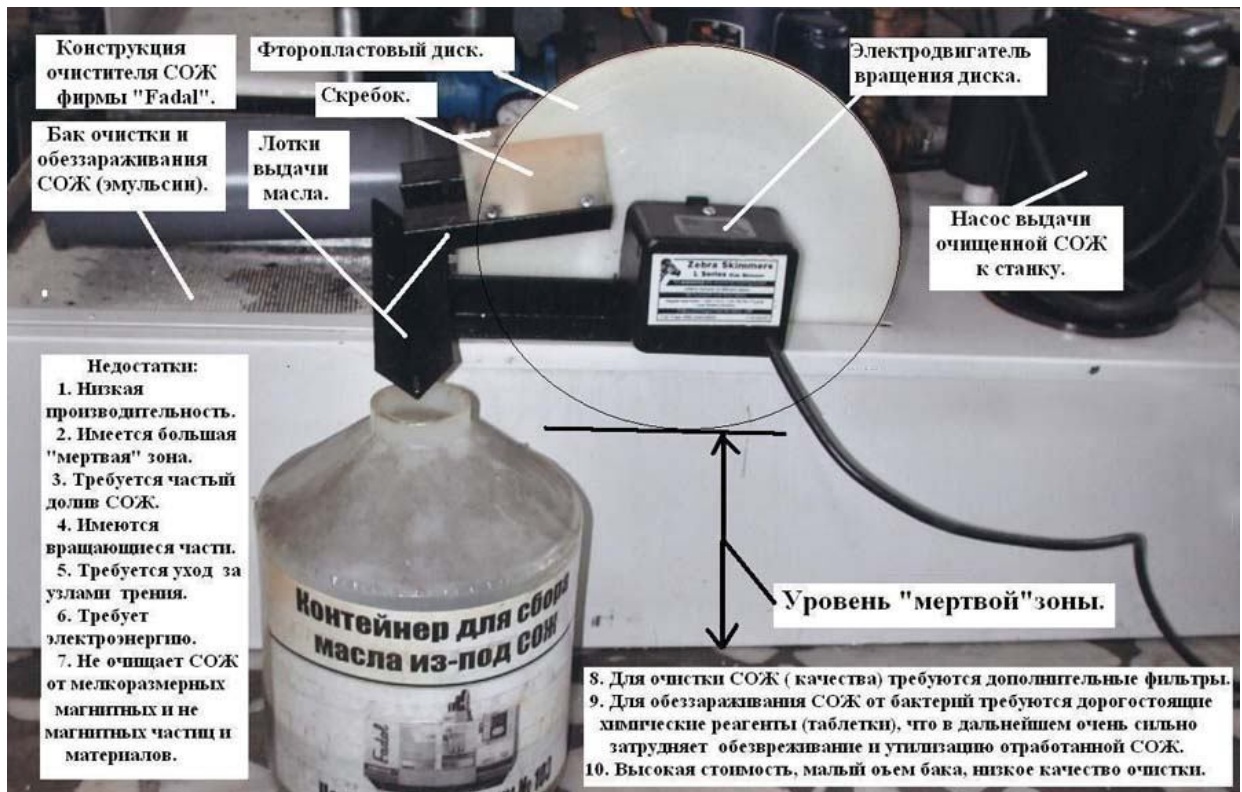 Конструкция
очистителя СОЖ
фирмы "Fadal".
Фторопластовый диск.
Электродвигатель
вращения диска.
Скребок.
Бак очистки и
обеззараживания
СОЖ (эмульсии).
Лотки
выдачи
масла.
Насос выдачи
очищенной СОЖ
к станку.
Zebra Skimmers
L Series
Недостатки:
1. Низкая
производительность.
2. Имеется большая
"мертвая" зона.
3. Требуется частый
долив СОЖ.
4. Имеются
вращающиеся части.
5. Требуется уход за
узлами трения.
6. Требует
электроэнергию.
7. Не очищает СОЖ
от мелкоразмерных
магнитных и не
магнитных частиц и
материалов.
Уровень "мертвой"зоны.
Контейнер для сбора
масла из-под СОЖ
Fadal
№ 103
8. Для очистки СОЖ ( качества) требуются дополнительные фильтры.
9. Для обеззараживания СОЖ от бактерий требуются дорогостоящие
химические реагенты (таблетки), что в дальнейшем очень сильно
затрудняет обезвреживание и утилизацию отработанной СОЖ.
10. Высокая стоимость, малый оъем бака, низкое качество очистки.